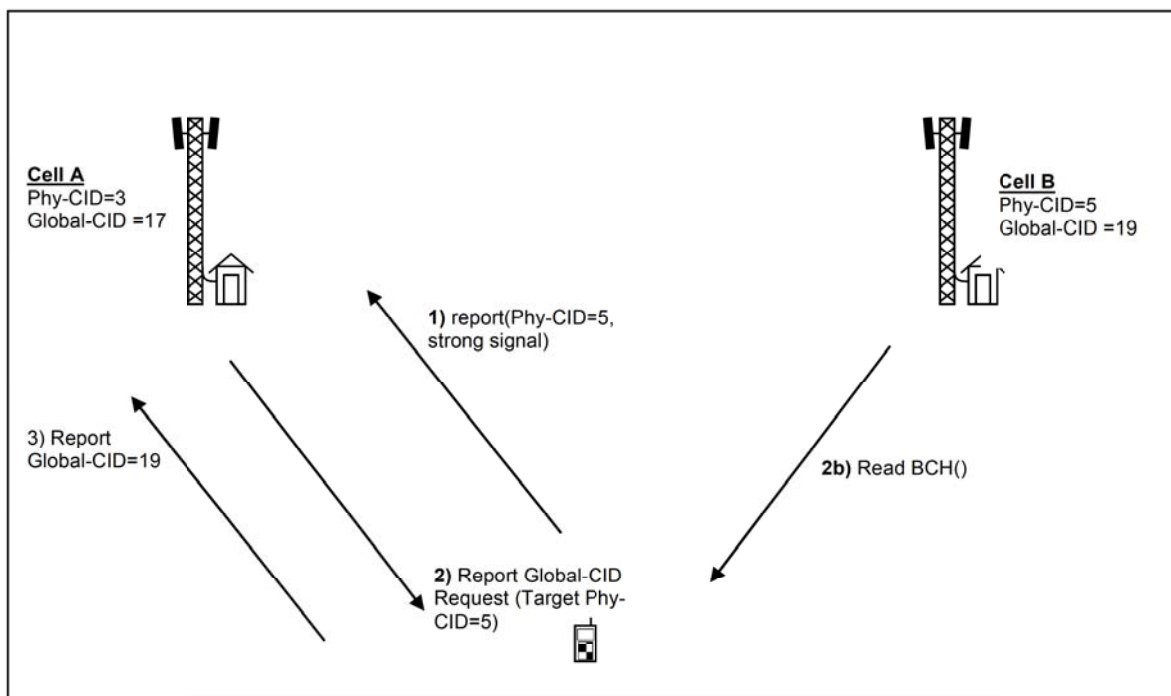 Cell A
Phy-CID=3
Global-CID =17
Cell B
Phy-CID=5
Global-CID =19
1) report(Phy-CID=5,
strong signal)
3) Report
Global-CID=19
2b) Read BCH()
2) Report Global-CID
Request (Target Phy-
CID=5)